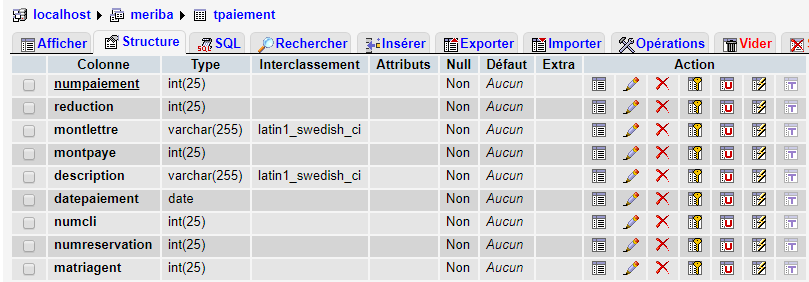 localhost meriba tpaiement
Afficher Structure SQL Rechercher Insérer Exporter Importer Opérations Vider
Colonne Type Interclassement Attributs Null Défaut Extra Action
numpaiement int(25) Non Aucun
reduction int(25) Non Aucun
montlettre varchar(255) latin1_swedish_ci Non Aucun
montpaye int(25) Non Aucun
description varchar(255) latin1_swedish_ci Non Aucun
datepaiement date Non Aucun
numcli int(25) Non Aucun
numreservation int(25) Non Aucun
matriagent int(25) Non Aucun